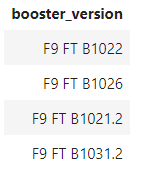 booster_version
F9 FT B1022
F9 FT B1026
F9 FT B1021.2
F9 FT B1031.2